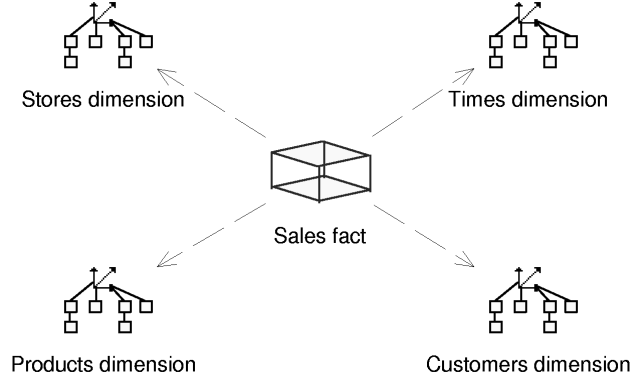 Stores dimension
Times dimension
Sales fact
Products dimension
Customers dimension